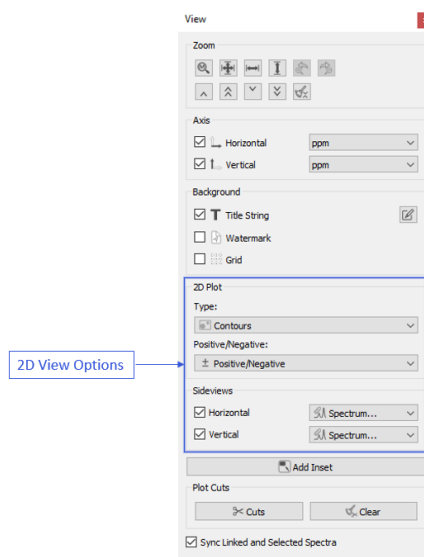 View
Zoom
Axis
Horizontal ppm
Vertical ppm
Background
Title String
Watermark
Grid
2D Plot
Type:
Contours
Positive/Negative:
± Positive/Negative
2D View Options
Sideviews
Horizontal Spectrum...
Vertical Spectrum...
Add Inset
Plot Cuts
Cuts Clear
Sync Linked and Selected Spectra